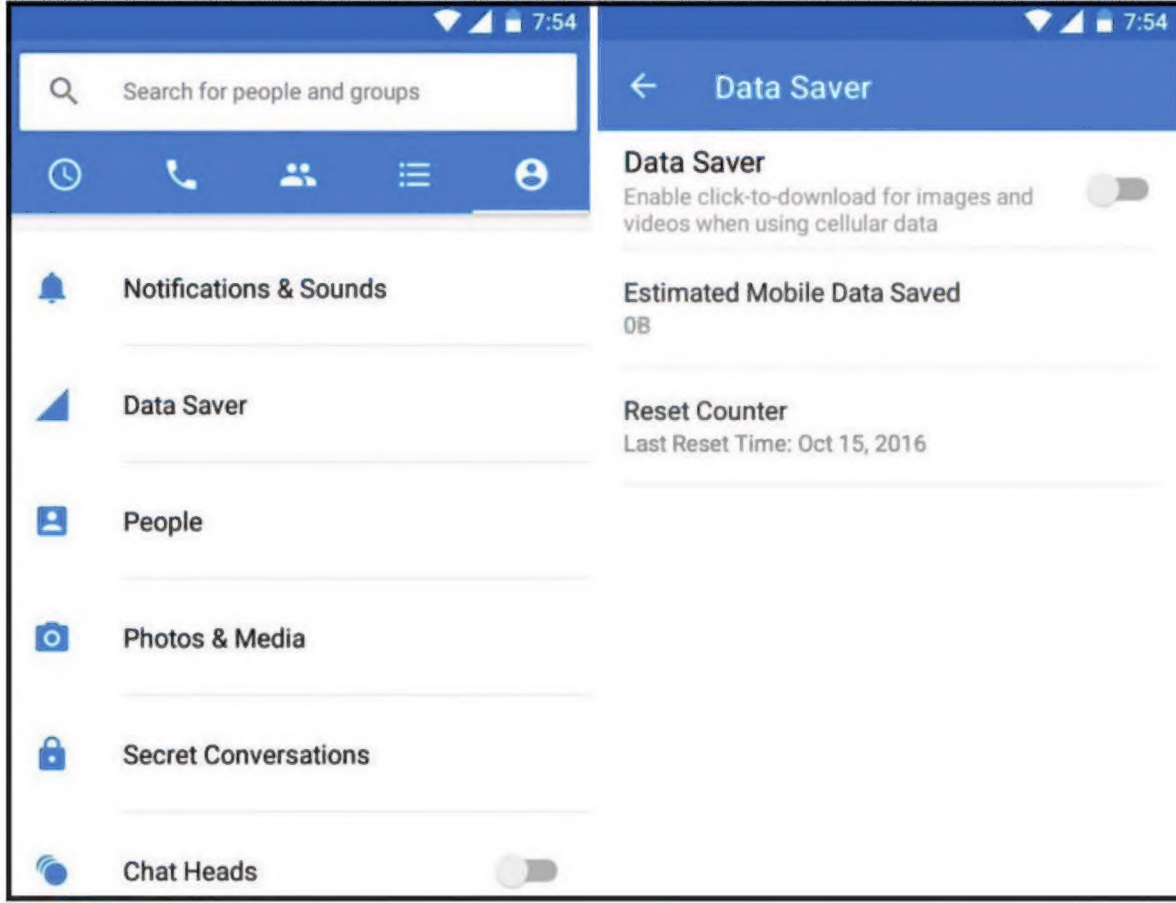 7:54
Search for people and groups
Notifications & Sounds
Data Saver
People
Photos & Media
Secret Conversations
Chat Heads
7:54
Data Saver
Data Saver
Enable click-to-download for images and
videos when using cellular data
Estimated Mobile Data Saved
0B
Reset Counter
Last Reset Time: Oct 15, 2016